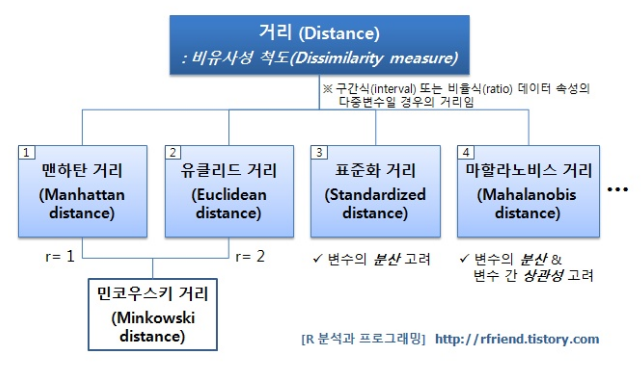 거리 (Distance)
: 비유사성 척도(Dissimilarity measure)
※ 구간식(interval) 또는 비율식(ratio) 데이터 속성의
다중변수일 경우의 거리임
1
맨하탄 거리
(Manhattan
distance)
2
유클리드 거리
(Euclidean
distance)
3
표준화 거리
(Standardized
distance)
4
마할라노비스 거리
(Mahalanobis
distance)
...
r= 1
r= 2
✓ 변수의 분산 고려
✓ 변수의 분산 &
변수 간 상관성 고려
민코우스키 거리
(Minkowski
distance)
[R 분석과 프로그래밍] http://rfriend.tistory.com